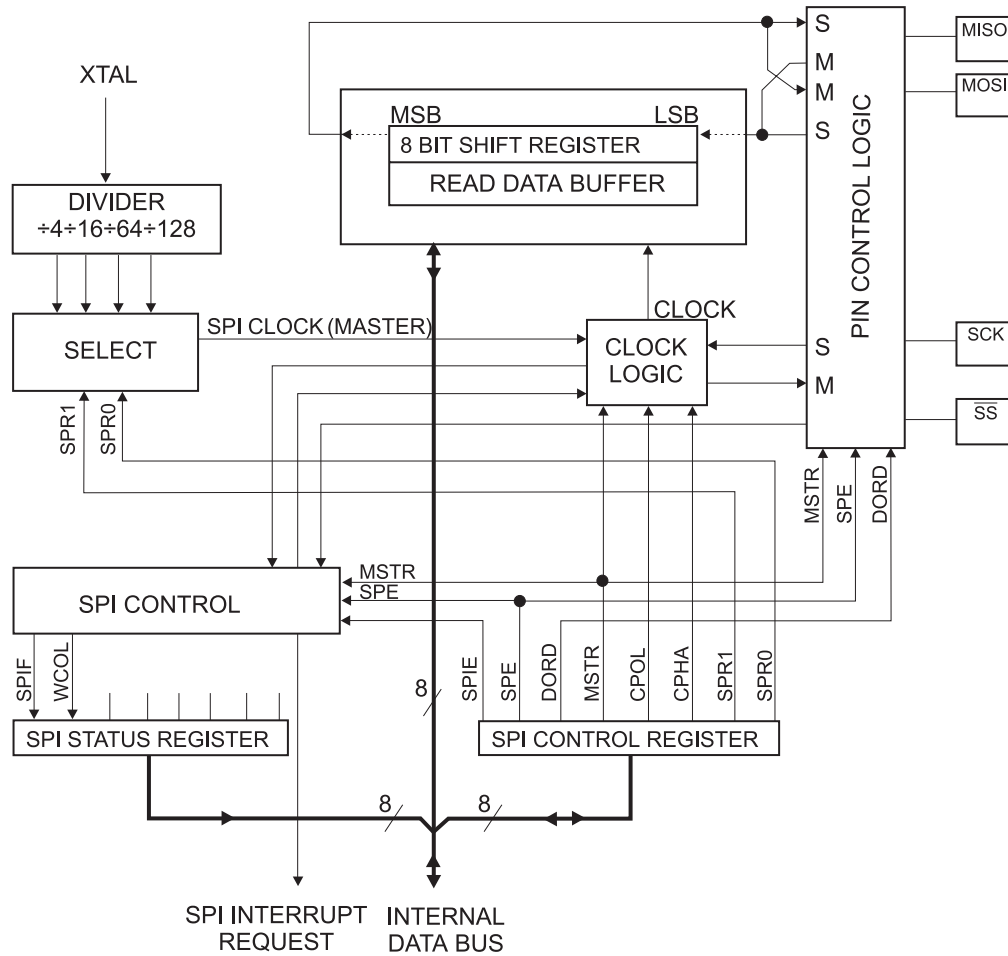 S
MISO
M
XTAL
MOSI
M
MSB
LSB
S
8 BIT SHIFT REGISTER
READ DATA BUFFER
DIVIDER
÷4÷16÷64÷128
PIN CONTROL LOGIC
SPI CLOCK (MASTER)
CLOCK
SELECT
CLOCK
LOGIC
S
SCK
M
SPR1
SPR0
SS
MSTR
SPE
DORD
MSTR
SPE
SPI CONTROL
SPIF
WCOL
8
SPIE
SPE
DORD
MSTR
CPOL
CPHA
SPR1
SPR0
SPI STATUS REGISTER
SPI CONTROL REGISTER
8
8
SPI INTERRUPT
REQUEST
INTERNAL
DATA BUS